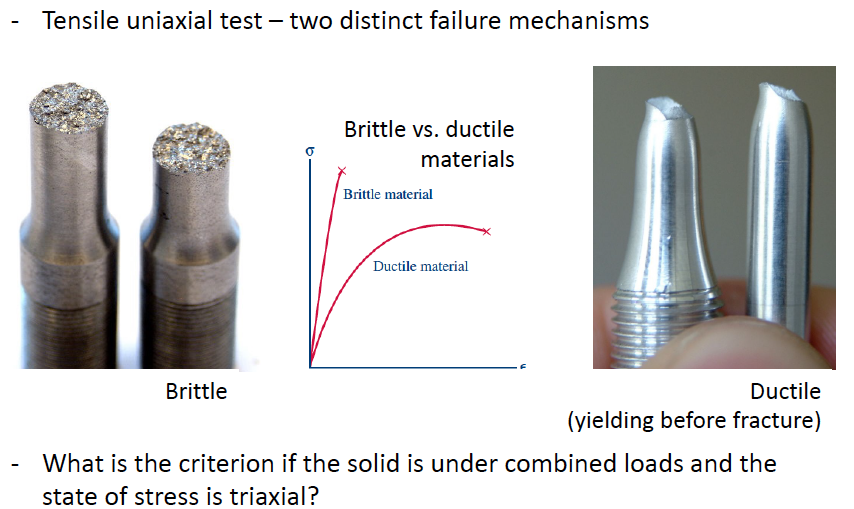 - Tensile uniaxial test – two distinct failure mechanisms
Brittle vs. ductile
materials
σ
Brittle material
Ductile material
ε
Brittle
Ductile
(yielding before fracture)
- What is the criterion if the solid is under combined loads and the
state of stress is triaxial?